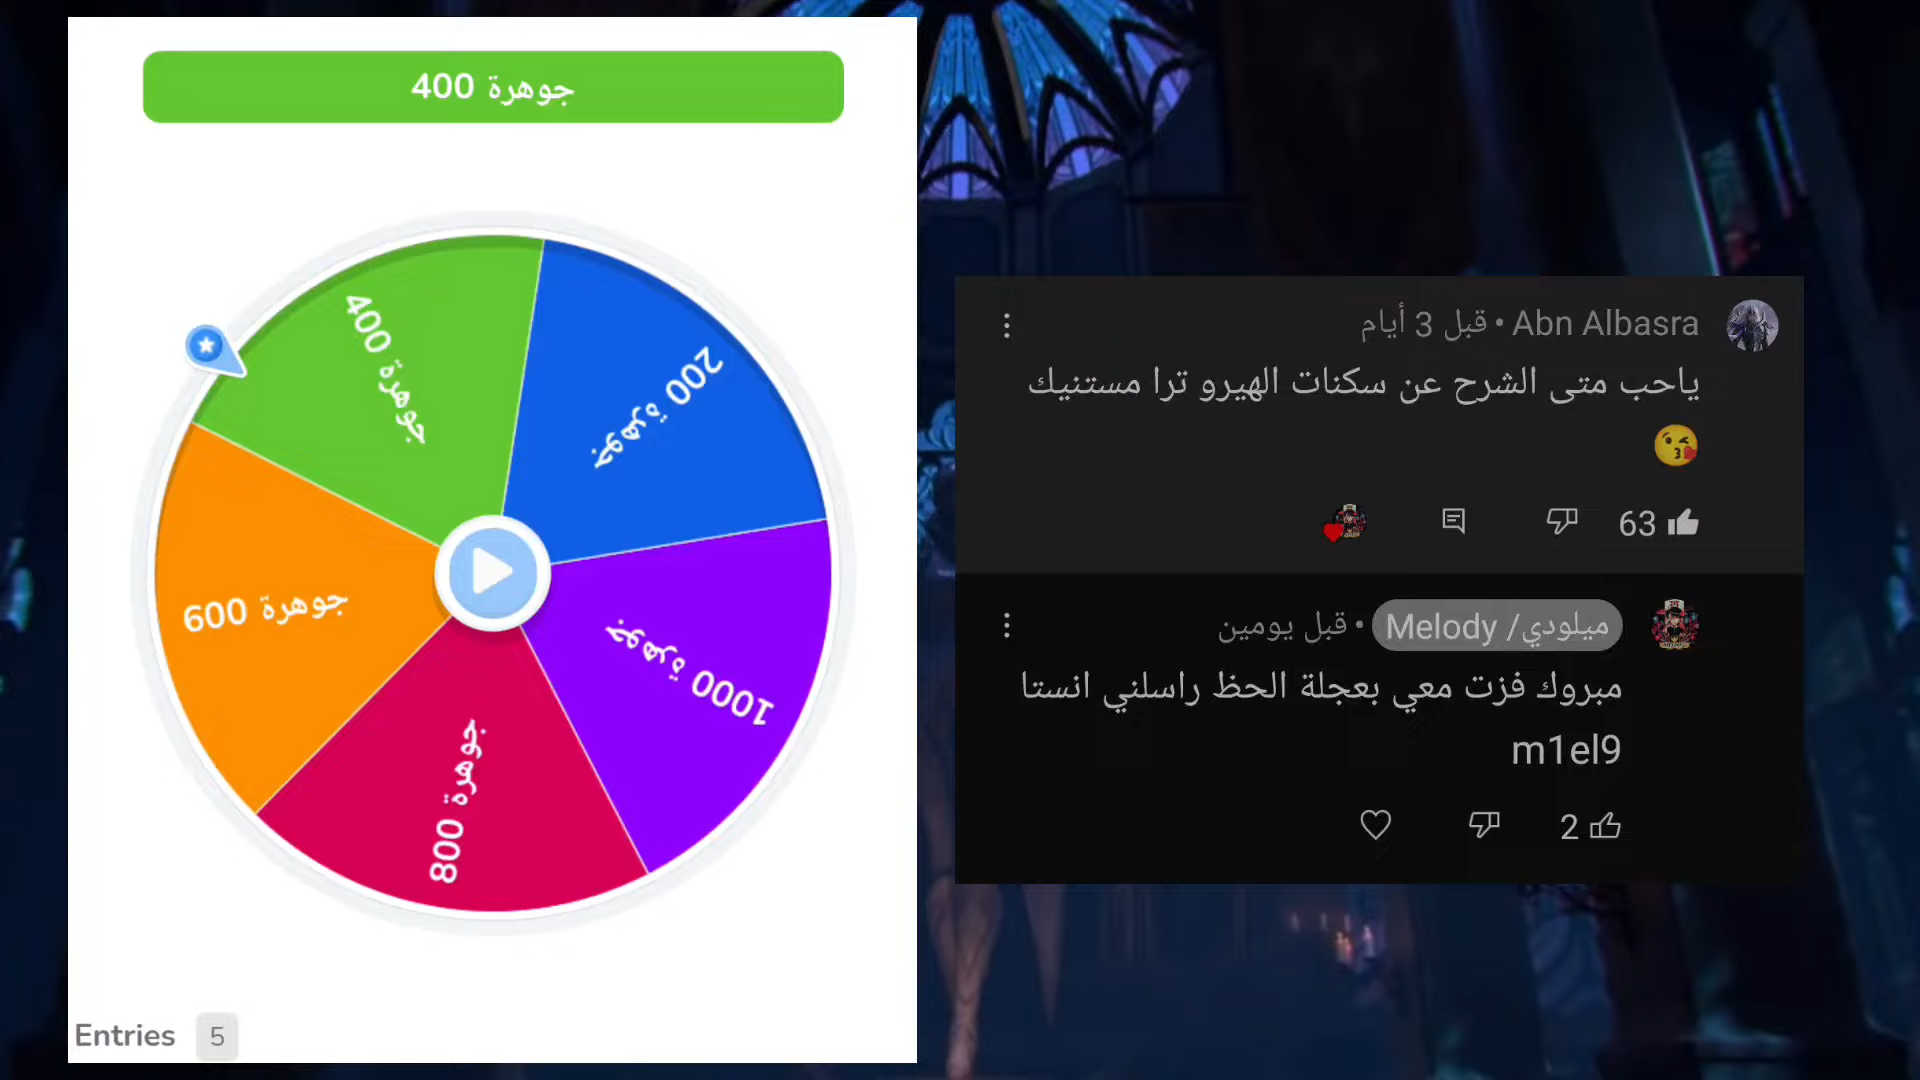 جوهرة 400
جوهرة 400
جوهرة 200
جوهرة 1000
جوهرة 800
جوهرة 600
Entries 5
Abn Albasra • قبل 3 أيام
ياحب متى الشرح عن سكنات الهيرو ترا مستنيك
😘
63
ميلودي/ Melody • قبل يومين
مبروك فزت معي بعجلة الحظ راسلني انستا
m1el9
2